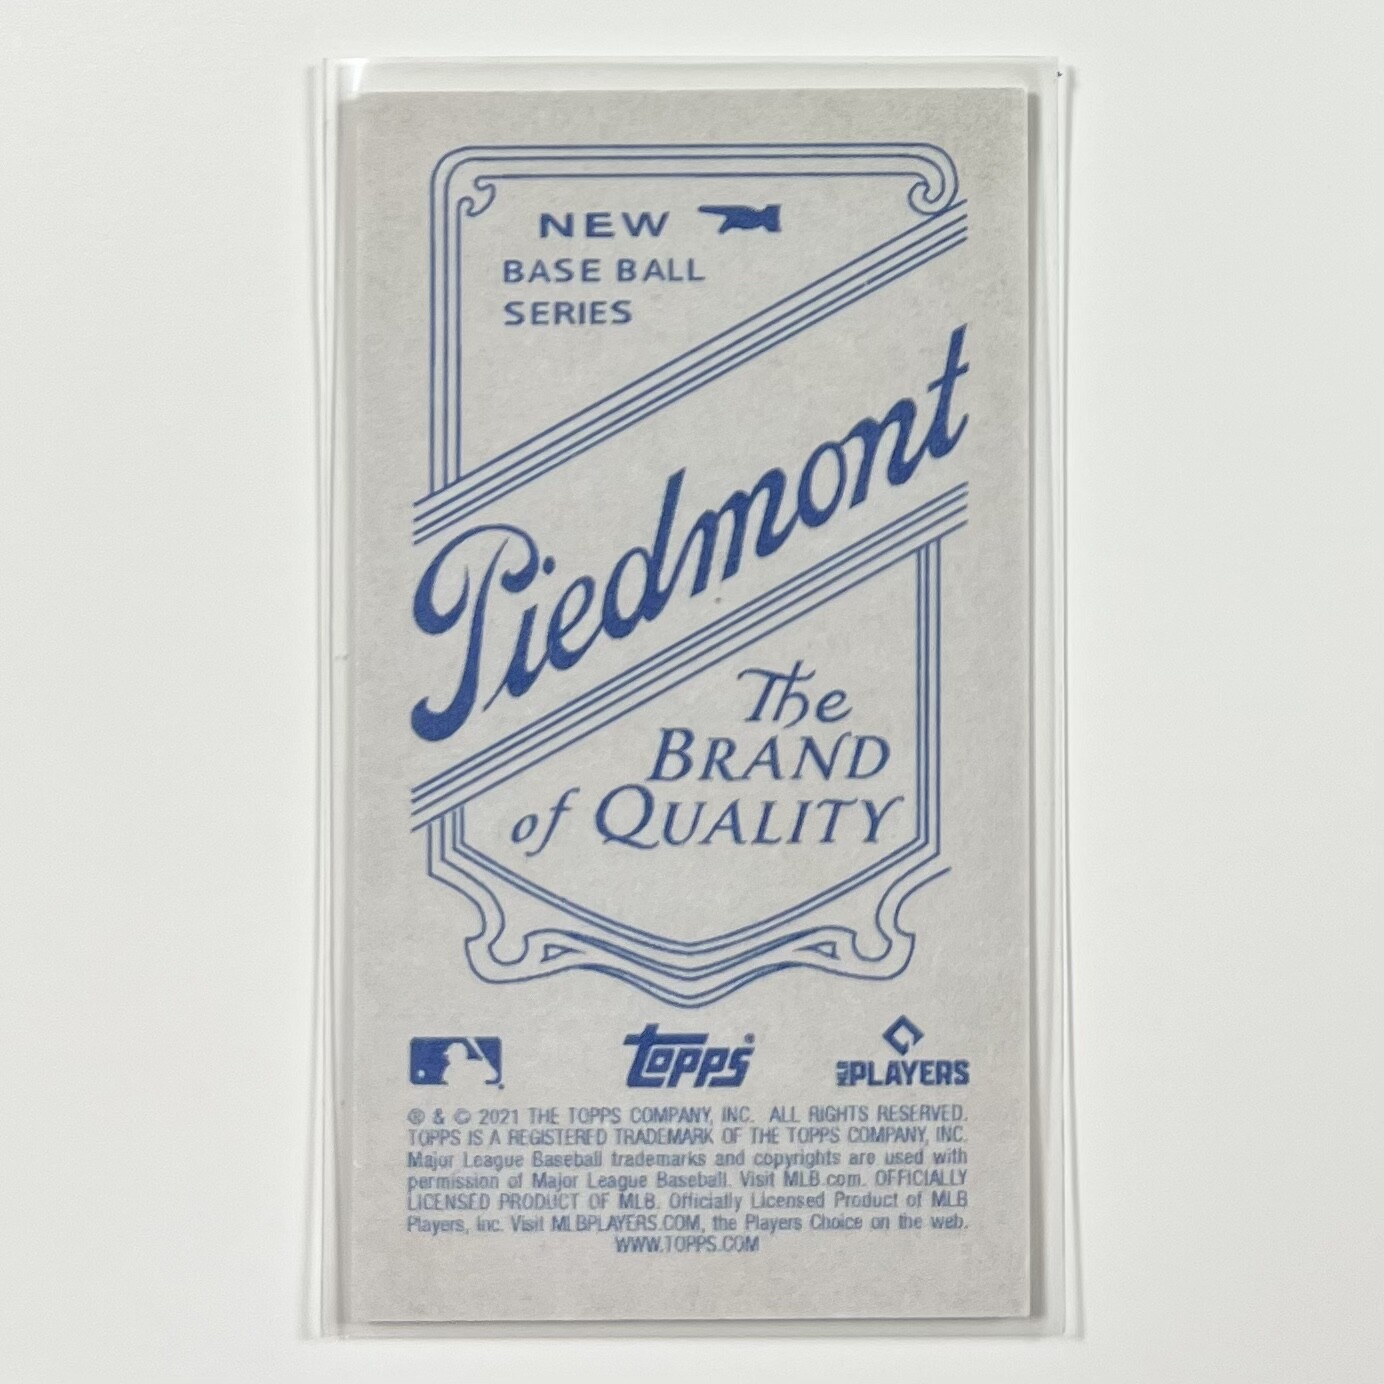 NEW
BASE BALL
SERIES
Piedmont
The
BRAND
of QUALITY
topps®
MLB PLAYERS
® & © 2021 THE TOPPS COMPANY, INC. ALL RIGHTS RESERVED.
TOPPS IS A REGISTERED TRADEMARK OF THE TOPPS COMPANY, INC.
Major League Baseball trademarks and copyrights are used with
permission of Major League Baseball. Visit MLB.com. OFFICIALLY
LICENSED PRODUCT OF MLB. Officially Licensed Product of MLB
Players, Inc. Visit MLBPLAYERS.COM, the Players Choice on the web.
WWW.TOPPS.COM